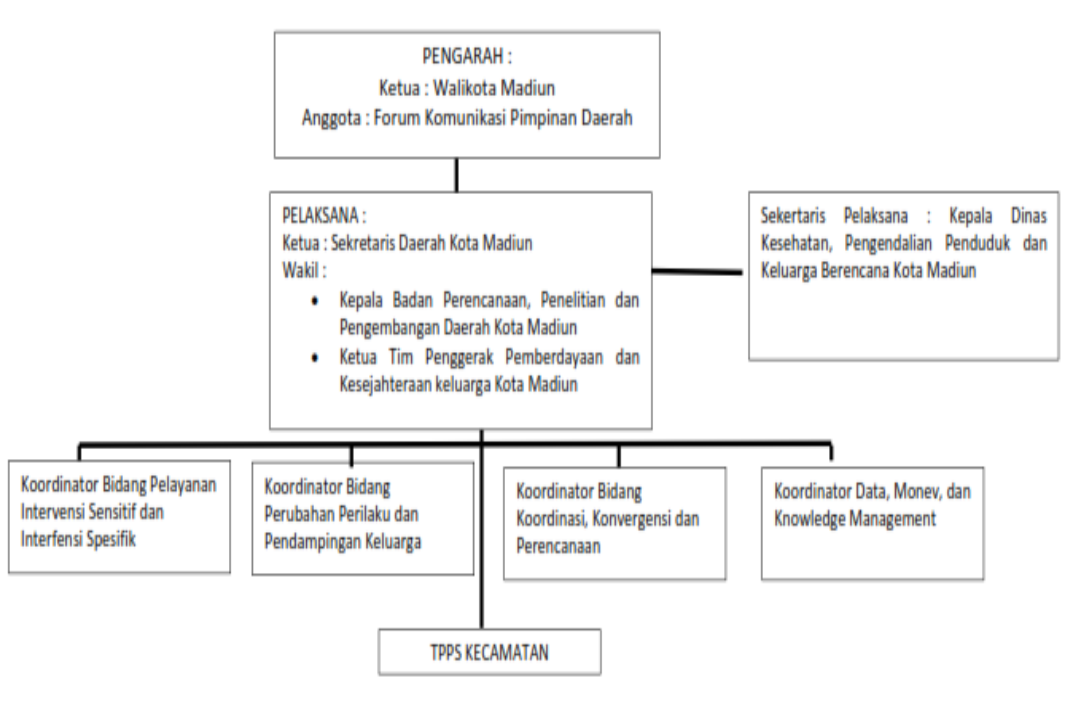 PENGARAH :
Ketua : Walikota Madiun
Anggota : Forum Komunikasi Pimpinan Daerah
PELAKSANA :
Ketua : Sekretaris Daerah Kota Madiun
Wakil :
• Kepala Badan Perencanaan, Penelitian dan
Pengembangan Daerah Kota Madiun
• Ketua Tim Penggerak Pemberdayaan dan
Kesejahteraan keluarga Kota Madiun
Sekertaris Pelaksana : Kepala Dinas
Kesehatan, Pengendalian Penduduk dan
Keluarga Berencana Kota Madiun
Koordinator Bidang Pelayanan
Intervensi Sensitif dan
Interfensi Spesifik
Koordinator Bidang
Perubahan Perilaku dan
Pendampingan Keluarga
Koordinator Bidang
Koordinasi, Konvergensi dan
Perencanaan
Koordinator Data, Monev, dan
Knowledge Management
TPPS KECAMATAN